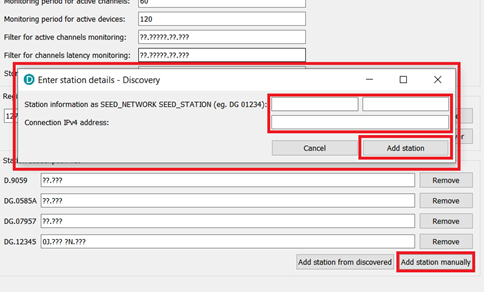 Monitoring period for active channels: 60
Monitoring period for active devices: 120
Filter for active channels monitoring: ??.?????.??.???
Filter for channels latency monitoring: ??.?????.??.???
D Enter station details - Discovery
Station information as SEED_NETWORK SEED_STATION (eg. DG 01234):
Connection IPv4 address:
Cancel Add station
D.9059 ??.??? Remove
DG.0585A ??.??? Remove
DG.07957 ??.??? Remove
DG.12345 0J.??? ?N.??? Remove
Add station from discovered Add station manually